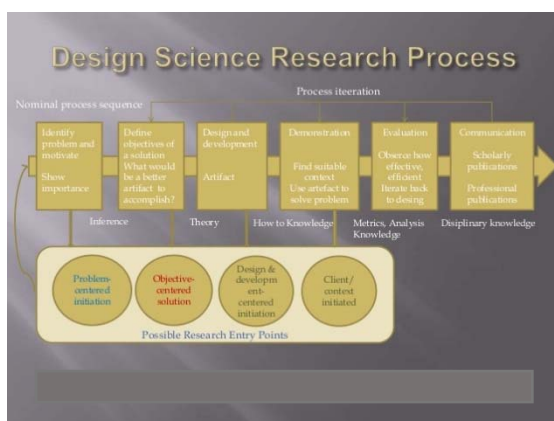 Design Science Research Process
Process iteeration
Nominal process sequence
Identify
problem and
motivate
Show
importance
Define
objectives of
a solution
What would
be a better
artifact to
accomplish?
Design and
development
Artifact
Demonstration
Find suitable
context
Use artefact to
solve problem
Evaluation
Observe how
effective,
efficient
Iterate back
to desing
Communication
Scholarly
publications
Professional
publications
Inference
Theory
How to Knowledge
Metrics, Analysis
Knowledge
Disiplinary knowledge
Problem-
centered
initiation
Objective-
centered
solution
Design &
developm
ent-
centered
initiation
Client/
context
initiated
Possible Research Entry Points